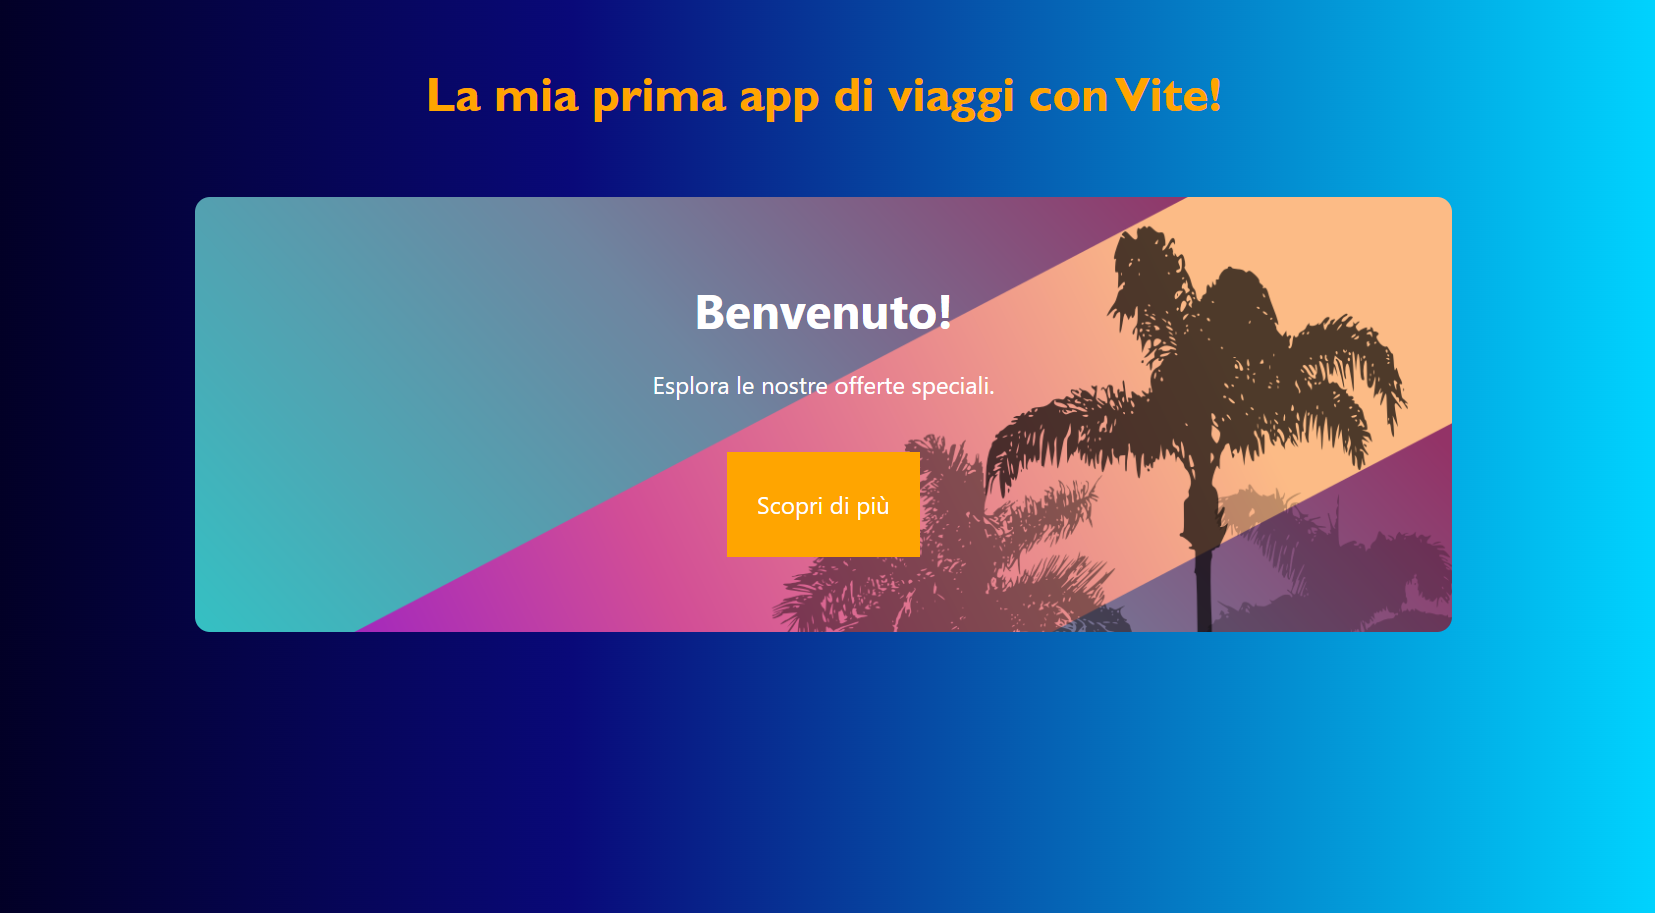 La mia prima app di viaggi con Vite!
Benvenuto!
Esplora le nostre offerte speciali.
Scopri di più